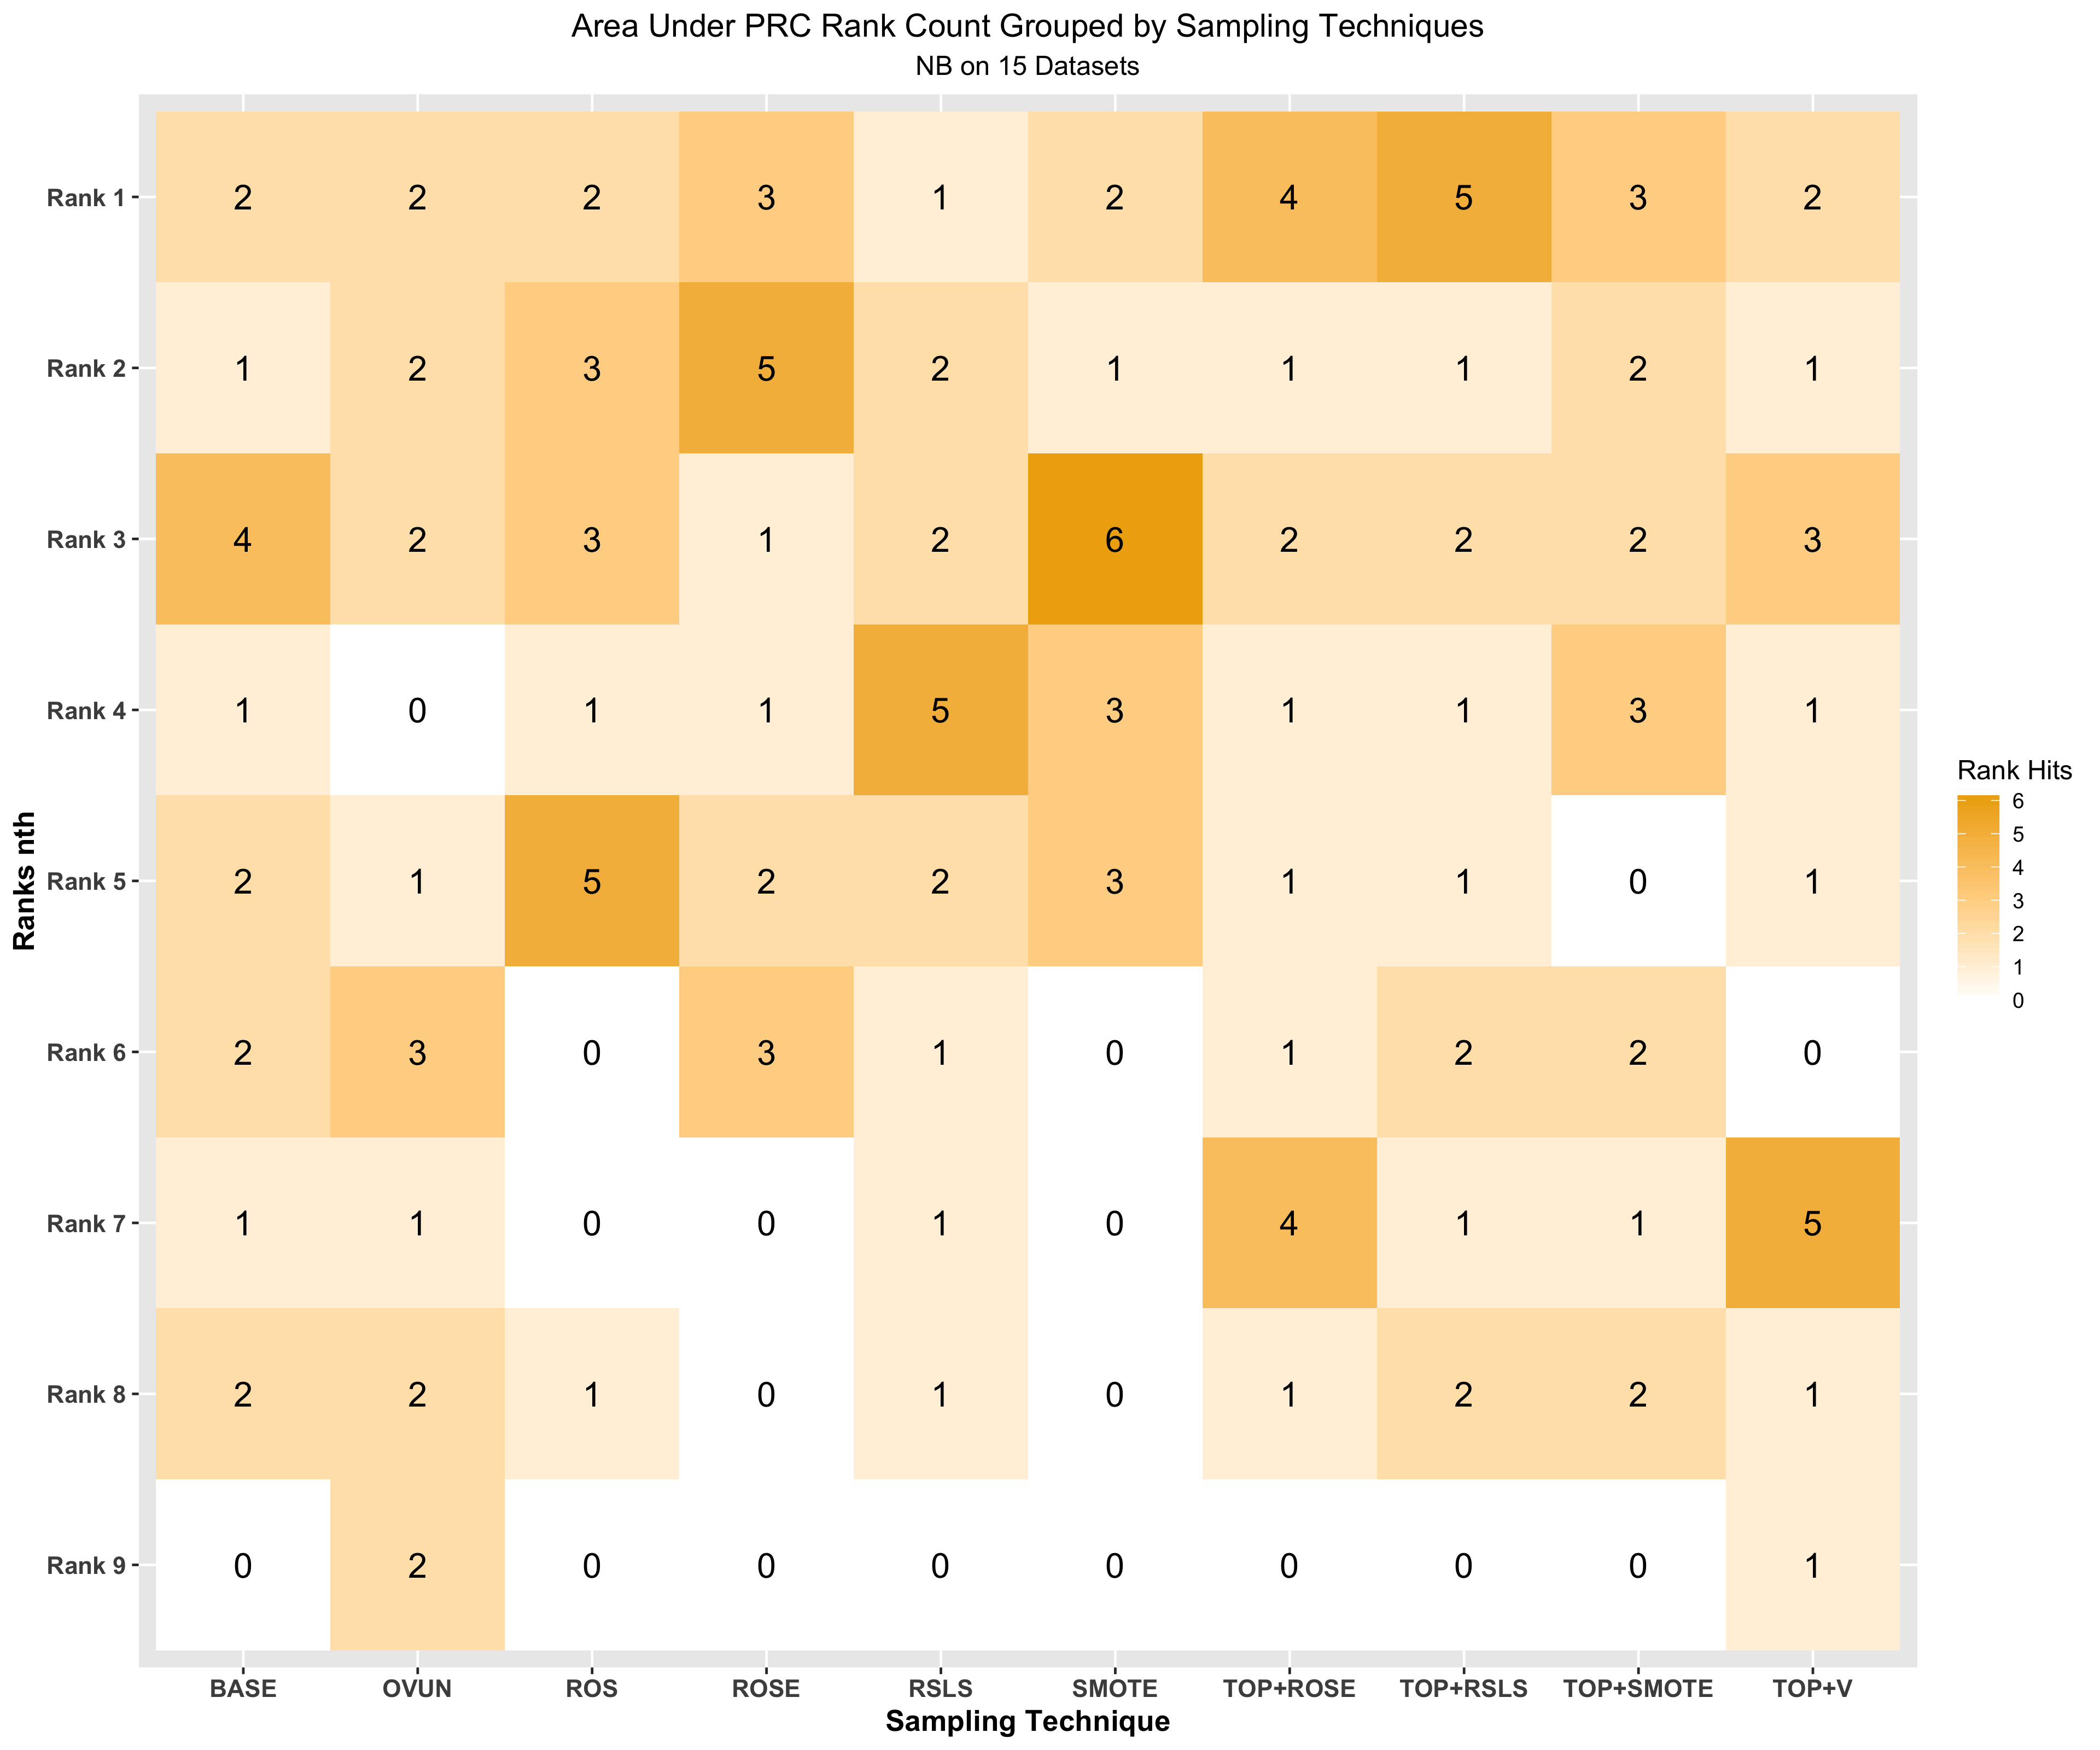 Area Under PRC Rank Count Grouped by Sampling Techniques
NB on 15 Datasets
Rank 1 2 2 2 3 1 2 4 5 3 2
Rank 2 1 2 3 5 2 1 1 1 2 1
Rank 3 4 2 3 1 2 6 2 2 2 3
Rank 4 1 0 1 1 5 3 1 1 3 1
Rank 5 2 1 5 2 2 3 1 1 0 1
Rank 6 2 3 0 3 1 0 1 2 2 0
Rank 7 1 1 0 0 1 0 4 1 1 5
Rank 8 2 2 1 0 1 0 1 2 2 1
Rank 9 0 2 0 0 0 0 0 0 0 1
BASE OVUN ROS ROSE RSLS SMOTE TOP+ROSE TOP+RSLS TOP+SMOTE TOP+V
Sampling Technique
Ranks nth
Rank Hits
6
5
4
3
2
1
0